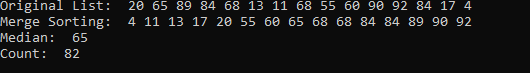 Original List:  20 65 89 84 68 13 11 68 55 60 90 92 84 17 4
Merge Sorting:  4 11 13 17 20 55 60 65 68 68 84 84 89 90 92
Median:  65
Count:  82